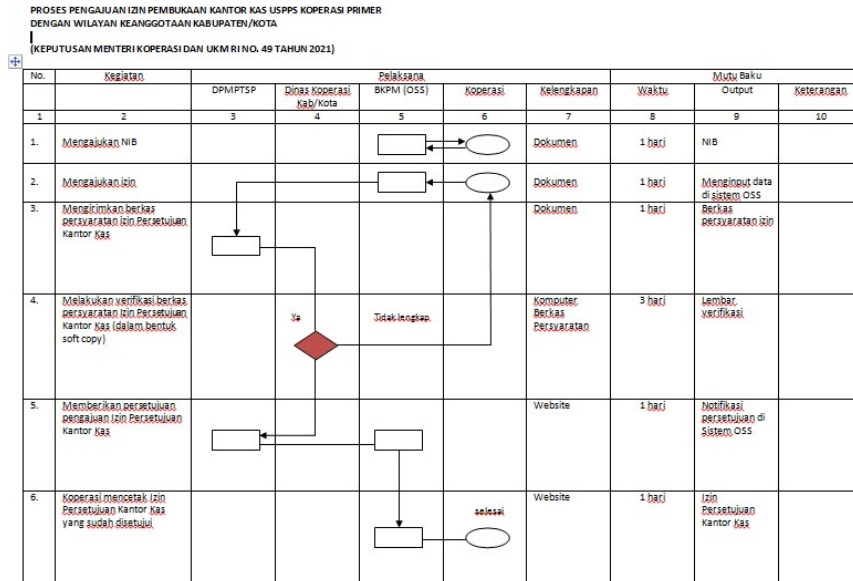 PROSES PENGAJUAN IZIN PEMBUKAAN KANTOR KAS USPPS KOPERASI PRIMER
DENGAN WILAYAN KEANGGOTAAN KABUPATEN/KOTA
(KEPUTUSAN MENTERI KOPERASI DAN UKM RI NO. 49 TAHUN 2021)
No. Kegiatan Pelaksana Mutu Baku
DPMPTSP Dinas Koperasi BKPM (OSS) Koperasi Kelengkapan Waktu Output Keterangan
Kab/Kota
1 2 3 4 5 6 7 8 9 10
1. Mengajukan NIB Dokumen 1 hari NIB
2. Mengajukan izin Dokumen 1 hari Menginput data
di sistem OSS
3. Mengirimkan berkas Dokumen 1 hari Berkas
persyaratan izin Persetujuan persyaratan izin
Kantor Kas
4. Melakukan verifikasi berkas Komputer 3 hari Lembar
persyaratan Izin Persetujuan Ya Tidak lengkap Berkas verifikasi
Kantor Kas (dalam bentuk Persyaratan
soft copy)
5. Memberikan persetujuan Website 1 hari Notifikasi
pengajuan Izin Persetujuan persetujuan di
Kantor Kas Sistem OSS
6. Koperasi mencetak Izin Website 1 hari Izin
Persetujuan Kantor Kas selesai Persetujuan
yang sudah disetujui Kantor Kas